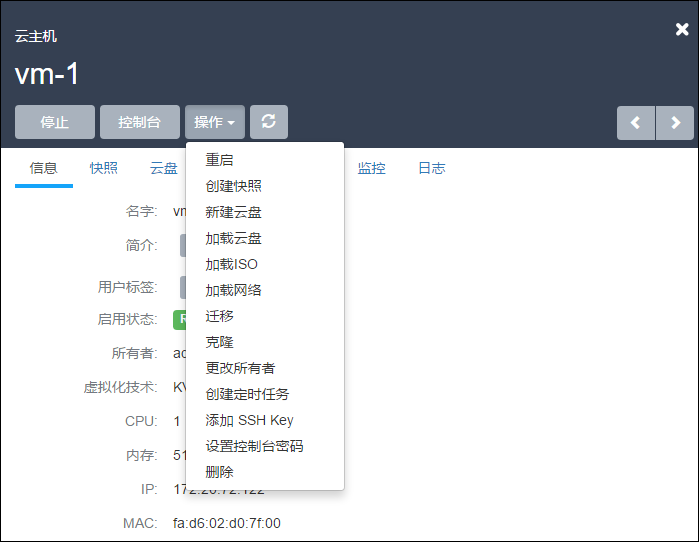 云主机
vm-1
停止 控制台 操作
信息 快照 云盘 监控 日志
重启
创建快照
新建云盘
加载云盘
加载ISO
加载网络
迁移
克隆
更改所有者
创建定时任务
添加 SSH Key
设置控制台密码
删除
名字:
简介:
用户标签:
启用状态:
所有者:
虚拟化技术:
CPU: 1
内存:
IP: 172.20.72.122
MAC: fa:d6:02:d0:7f:00